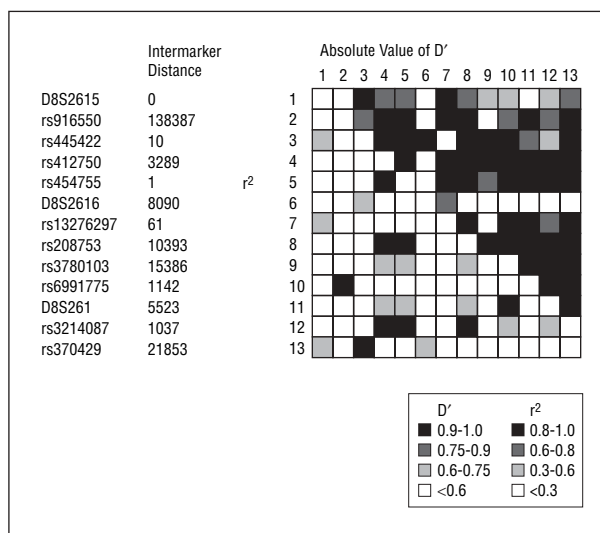 Intermarker Distance
Absolute Value of D′
1 2 3 4 5 6 7 8 9 10 11 12 13
D8S2615 0 1
rs916550 138387 2
rs445422 10 3
rs412750 3289 4
rs454755 1 r² 5
D8S2616 8090 6
rs13276297 61 7
rs208753 10393 8
rs3780103 15386 9
rs6991775 1142 10
D8S261 5523 11
rs3214087 1037 12
rs370429 21853 13
D′ r²
0.9-1.0 0.8-1.0
0.75-0.9 0.6-0.8
0.6-0.75 0.3-0.6
<0.6 <0.3